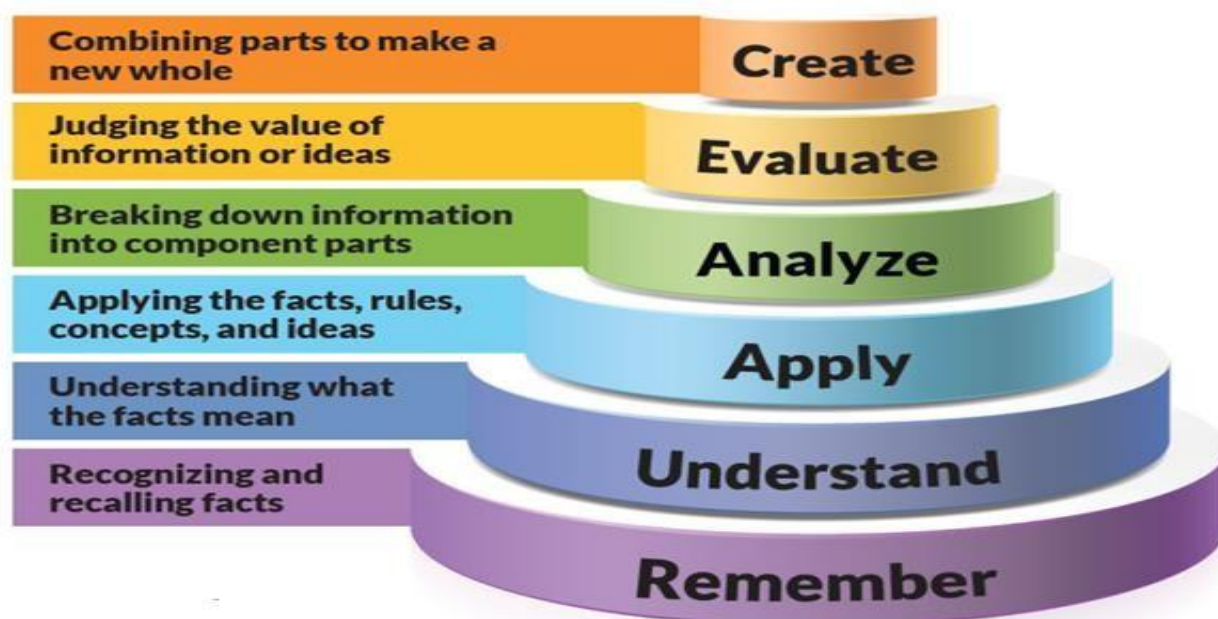 Combining parts to make a
new whole
Create
Judging the value of
information or ideas
Evaluate
Breaking down information
into component parts
Analyze
Applying the facts, rules,
concepts, and ideas
Apply
Understanding what
the facts mean
Understand
Recognizing and
recalling facts
Remember